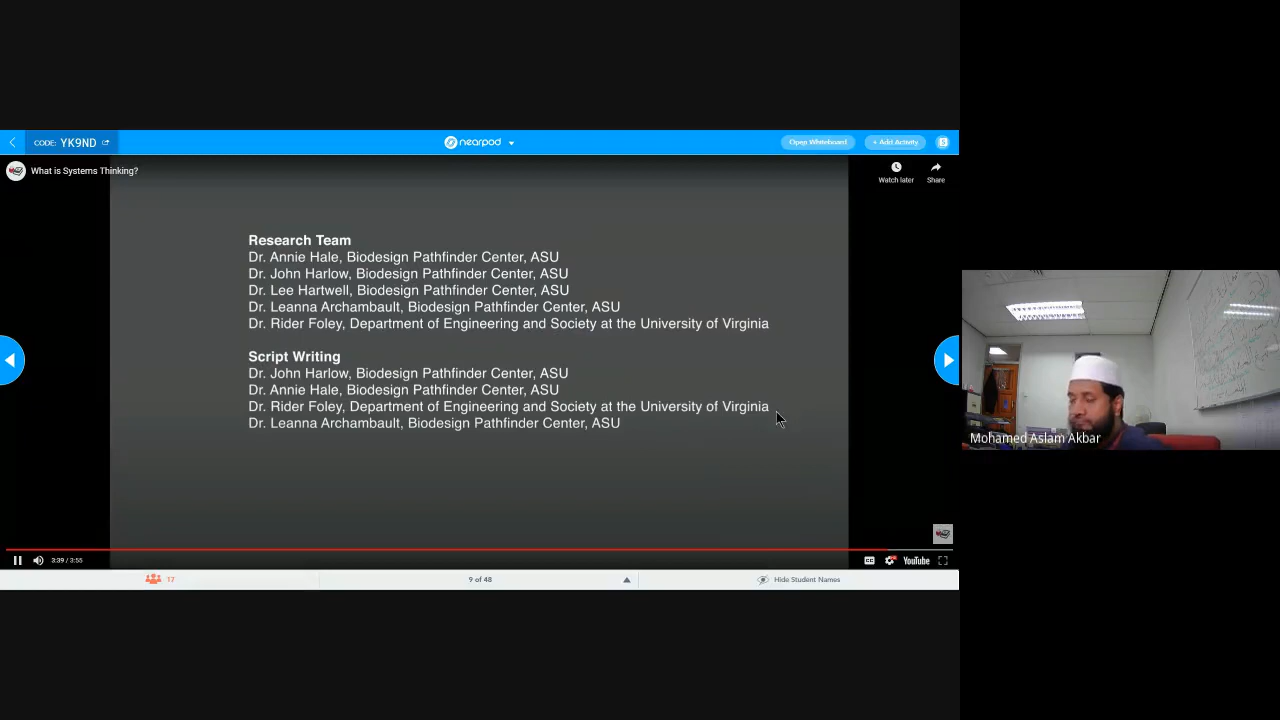 CODE: YK9ND
nearpod
Open Whiteboard
+ Add Activity
What is Systems Thinking?
Watch later
Share
Research Team
Dr. Annie Hale, Biodesign Pathfinder Center, ASU
Dr. John Harlow, Biodesign Pathfinder Center, ASU
Dr. Lee Hartwell, Biodesign Pathfinder Center, ASU
Dr. Leanna Archambault, Biodesign Pathfinder Center, ASU
Dr. Rider Foley, Department of Engineering and Society at the University of Virginia
Script Writing
Dr. John Harlow, Biodesign Pathfinder Center, ASU
Dr. Annie Hale, Biodesign Pathfinder Center, ASU
Dr. Rider Foley, Department of Engineering and Society at the University of Virginia
Dr. Leanna Archambault, Biodesign Pathfinder Center, ASU
Mohamed Aslam Akbar
3:39 / 3:55
CC
YouTube
17
9 of 48
Hide Student Names